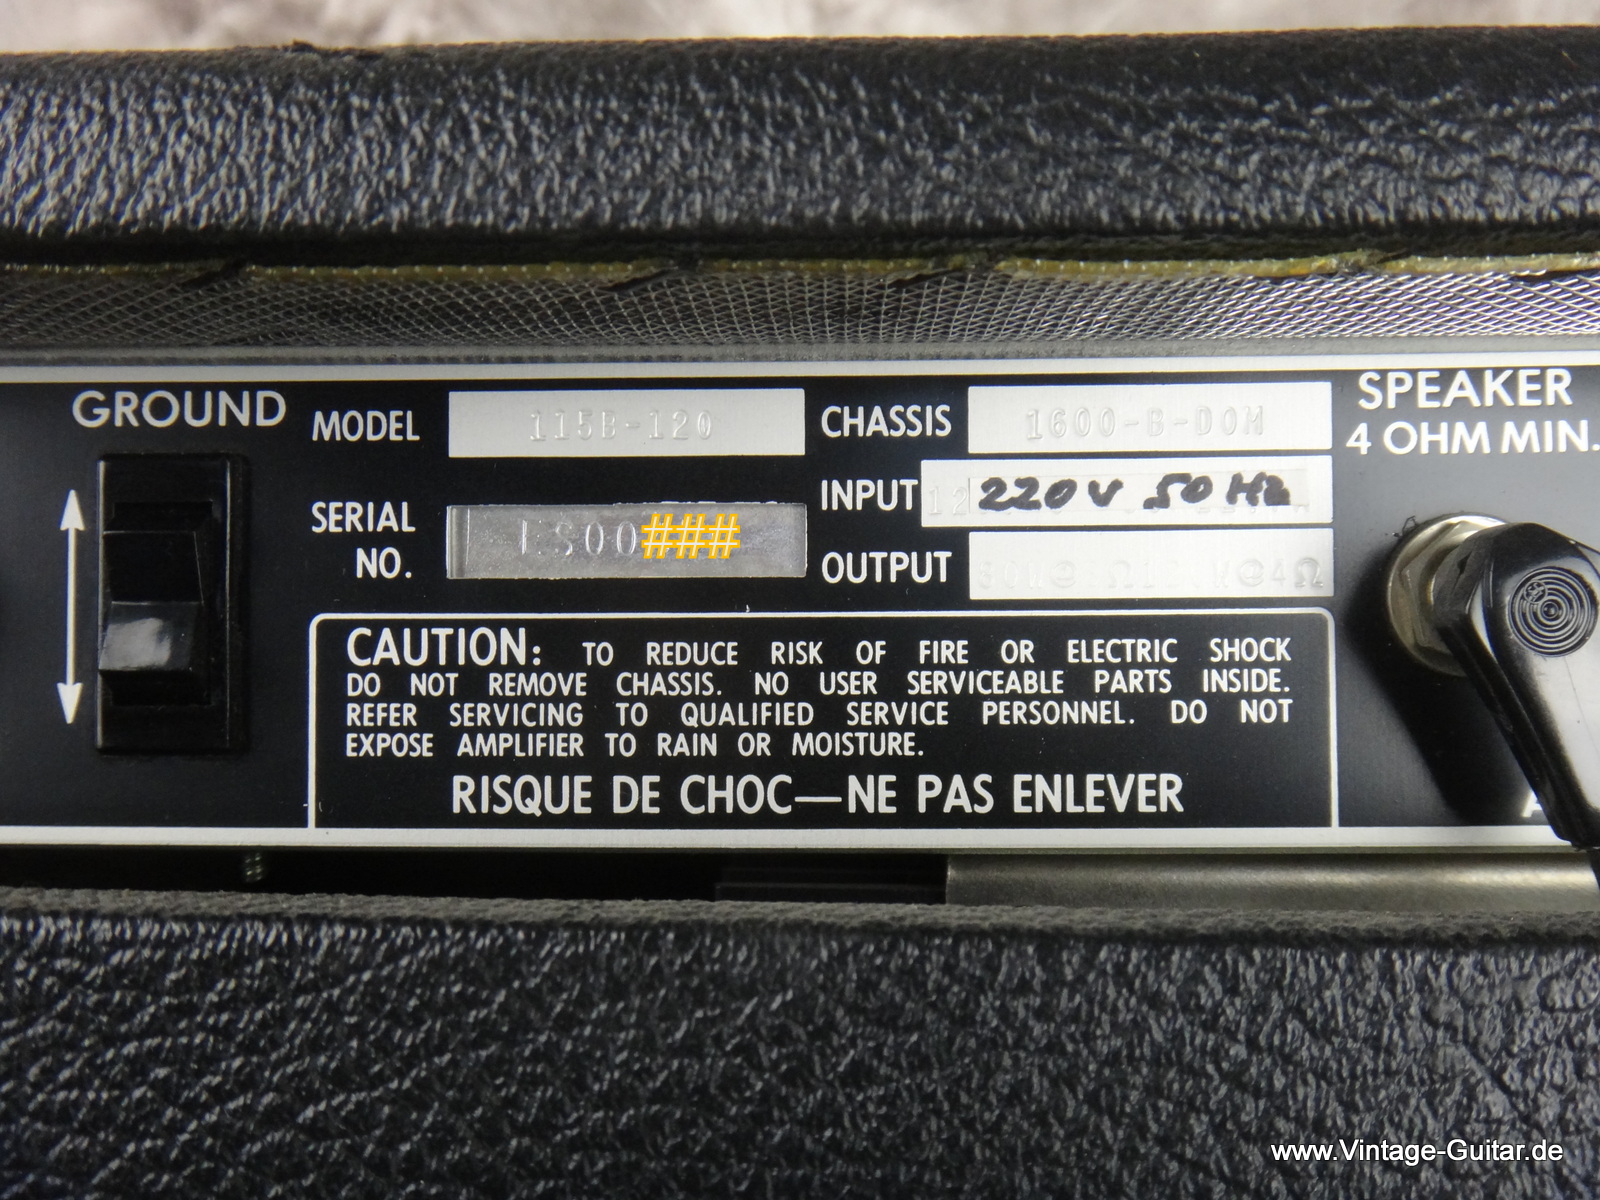 GROUND
MODEL 115B-120
CHASSIS 1600-B-DOM
SPEAKER
4 OHM MIN.
INPUT 220V 50 Hz
SERIAL
NO. ES00###
OUTPUT
CAUTION: TO REDUCE RISK OF FIRE OR ELECTRIC SHOCK
DO NOT REMOVE CHASSIS. NO USER SERVICEABLE PARTS INSIDE.
REFER SERVICING TO QUALIFIED SERVICE PERSONNEL. DO NOT
EXPOSE AMPLIFIER TO RAIN OR MOISTURE.
RISQUE DE CHOC—NE PAS ENLEVER
www.Vintage-Guitar.de